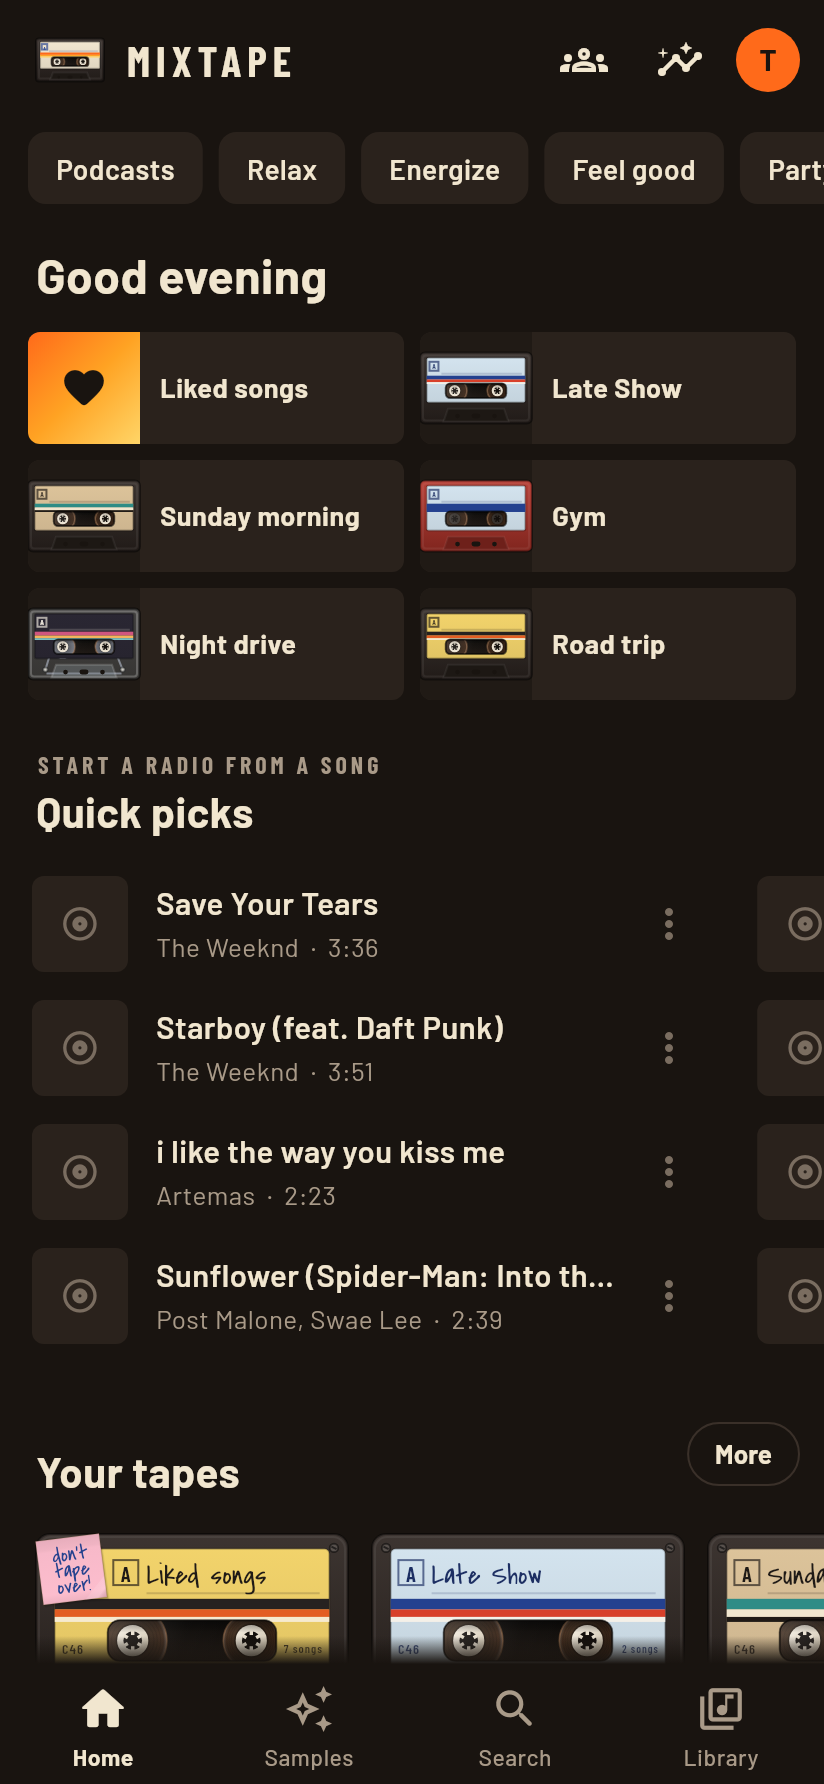 MIXTAPE
T
Podcasts
Relax
Energize
Feel good
Party
Good evening
Liked songs
A
Late Show
A
Sunday morning
A
Gym
A
Night drive
A
Road trip
START A RADIO FROM A SONG
Quick picks
Save Your Tears
The Weeknd · 3:36
Starboy (feat. Daft Punk)
The Weeknd · 3:51
i like the way you kiss me
Artemas · 2:23
Sunflower (Spider-Man: Into th...
Post Malone, Swae Lee · 2:39
Your tapes
More
don't
tape
over!
A Liked songs
C46
7 songs
A Late Show
C46
2 songs
A Sunda
C46
Home
Samples
Search
Library